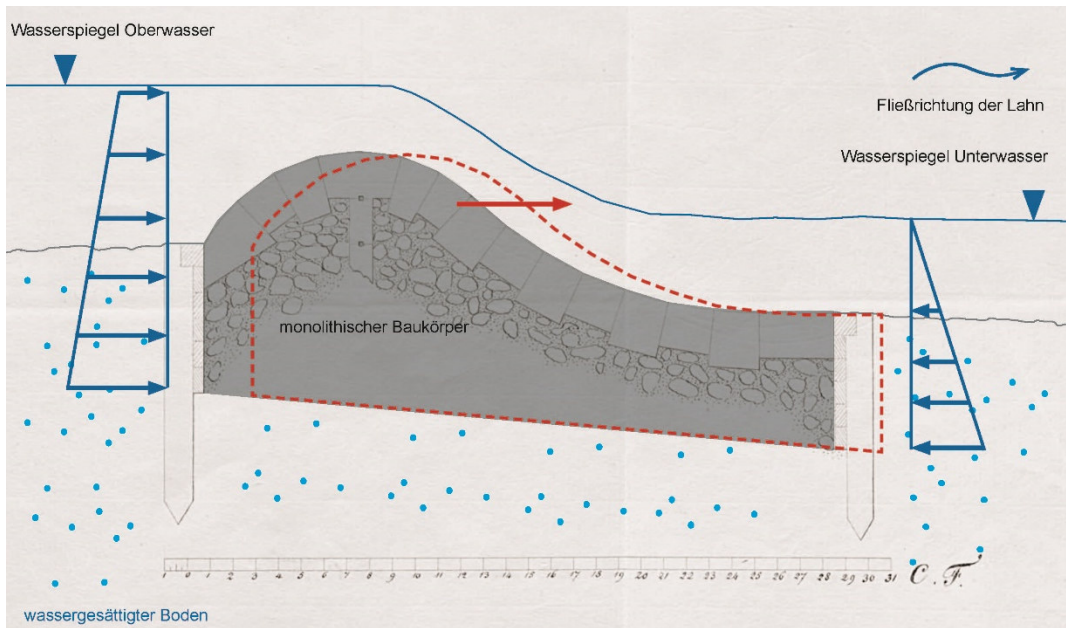 Wasserspiegel Oberwasser
Fließrichtung der Lahn
Wasserspiegel Unterwasser
monolithischer Baukörper
1 0 1 2 3 4 5 6 7 8 9 10 11 12 13 14 15 16 17 18 19 20 21 22 23 24 25 26 27 28 29 30 31
C. F.
wassergesättigter Boden